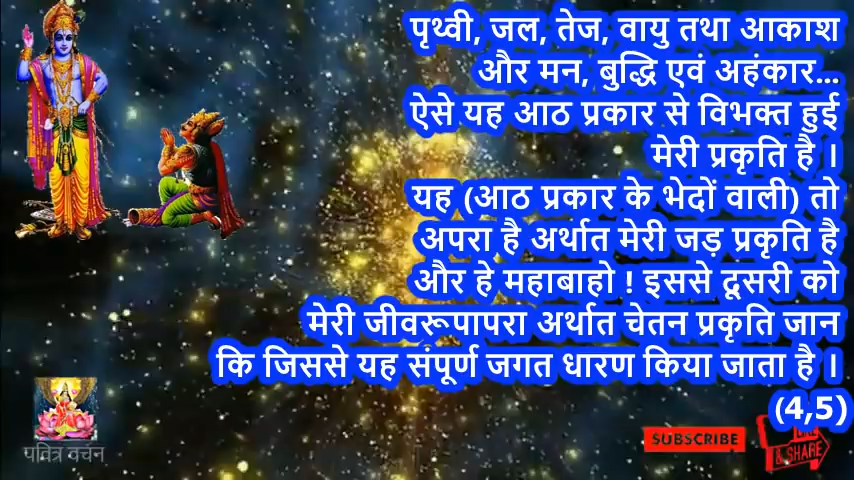 पृथ्वी, जल, तेज, वायु तथा आकाश
और मन, बुद्धि एवं अहंकार...
ऐसे यह आठ प्रकार से विभक्त हुई
मेरी प्रकृति है ।
यह (आठ प्रकार के भेदों वाली) तो
अपरा है अर्थात मेरी जड़ प्रकृति है
और हे महाबाहो ! इससे दूसरी को
मेरी जीवरूपापरा अर्थात चेतन प्रकृति जान
कि जिससे यह संपूर्ण जगत धारण किया जाता है ।
(4,5)
पवित्र वचन
SUBSCRIBE
LIKE
& SHARE